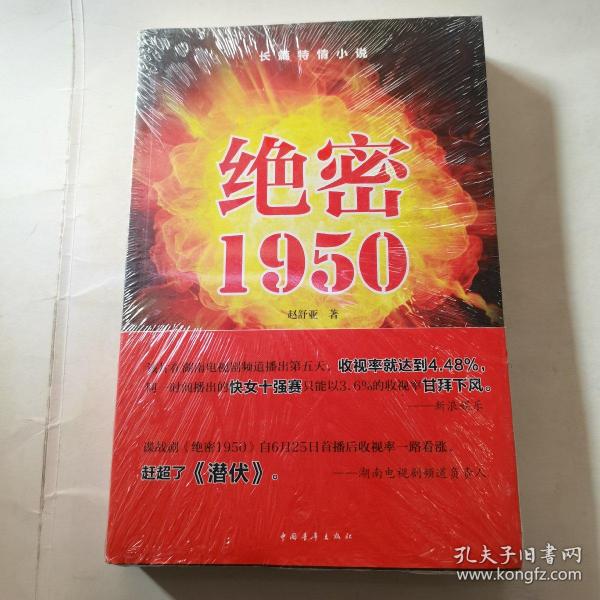 长篇特情小说
绝密
1950
赵舒亚 著
在湖南电视剧频道播出第五天，收视率就达到4.48%，
同一时间播出的快女十强赛只能以3.6%的收视率甘拜下风。
——新浪娱乐
谍战剧《绝密1950》自6月25日首播后收视率一路看涨。
赶超了《潜伏》。 ——湖南电视剧频道负责人
中国青年出版社
孔夫子旧书网
www.kongfz.com